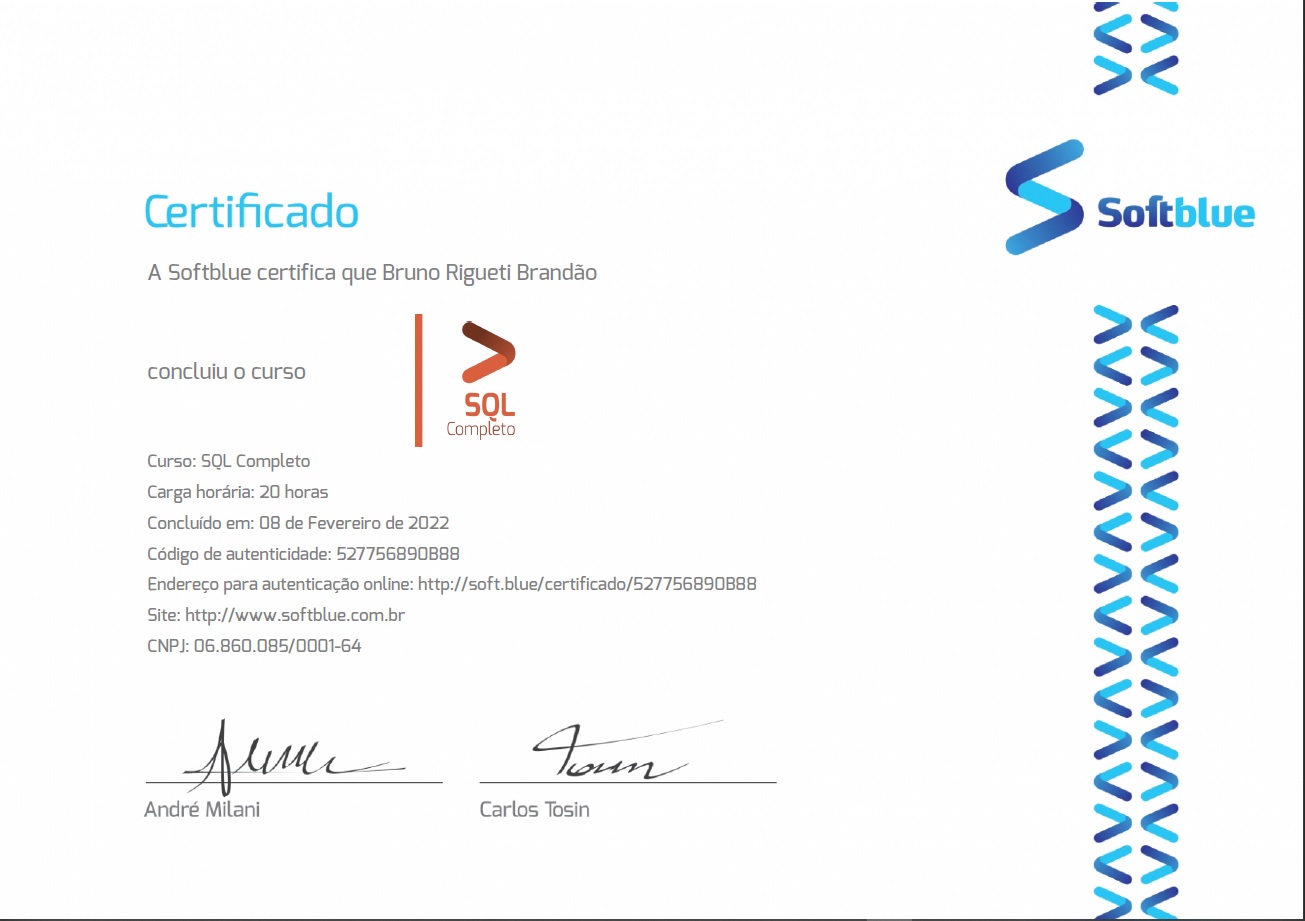 Softblue
Certificado
A Softblue certifica que Bruno Rigueti Brandão
concluiu o curso
SQL
Completo
Curso: SQL Completo
Carga horária: 20 horas
Concluído em: 08 de Fevereiro de 2022
Código de autenticidade: 527756890B88
Endereço para autenticação online: http://soft.blue/certificado/527756890B88
Site: http://www.softblue.com.br
CNPJ: 06.860.085/0001-64
André Milani
Carlos Tosin